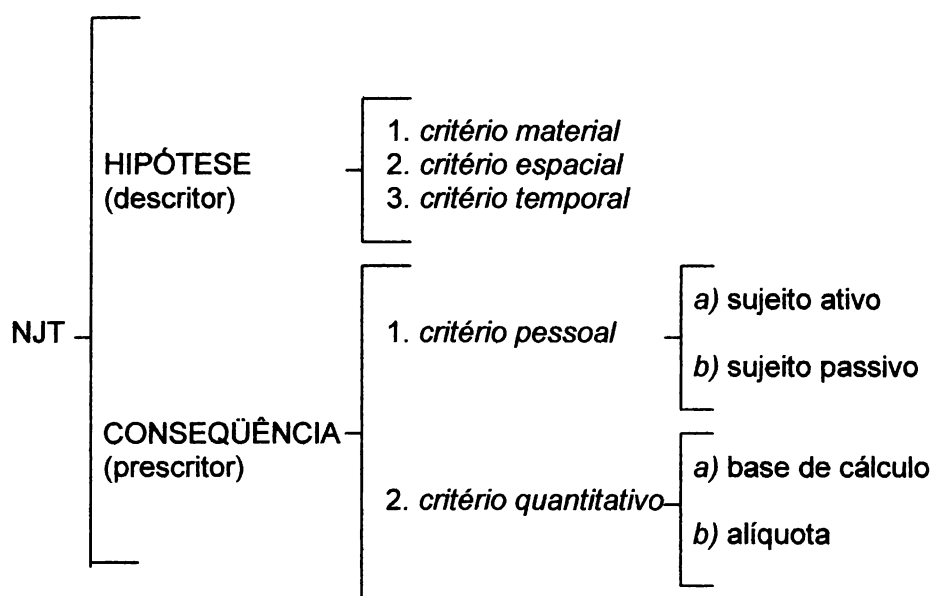 NJT
HIPÓTESE
(descritor)
1. critério material
2. critério espacial
3. critério temporal
CONSEQÜÊNCIA
(prescritor)
1. critério pessoal
a) sujeito ativo
b) sujeito passivo
2. critério quantitativo
a) base de cálculo
b) alíquota